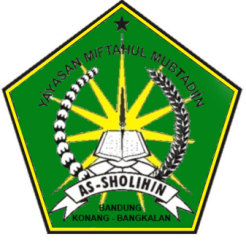 YAYASAN MIFTAHUL MUBTADIIN
AS-SHOLIHIN
BANDUNG
KONANG - BANGKALAN